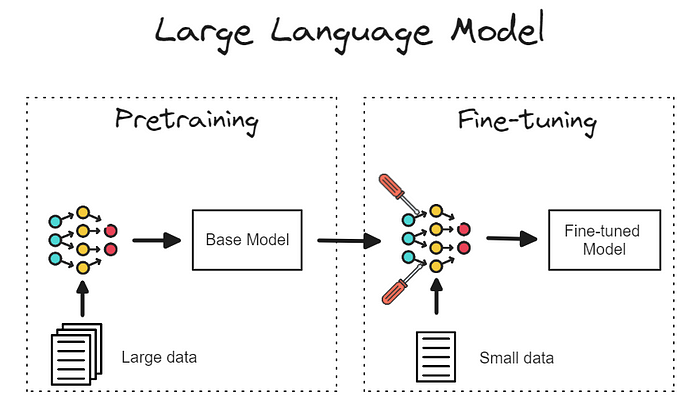 Large Language Model
Pretraining
Base Model
Large data
Fine-tuning
Fine-tuned
Model
Small data